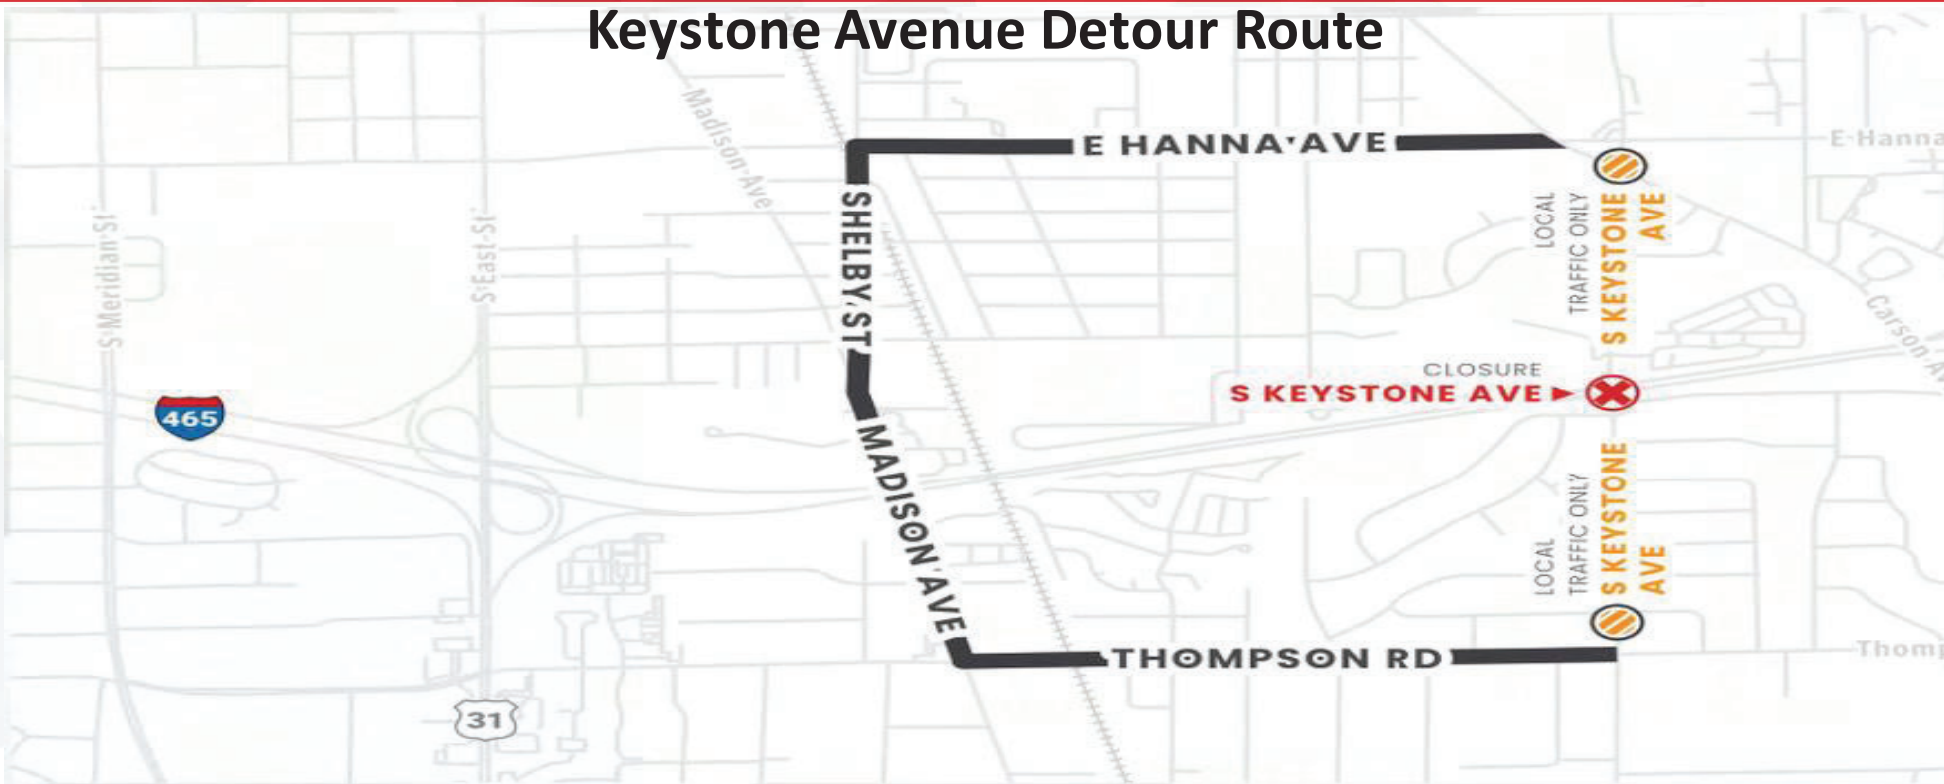 Keystone Avenue Detour Route
Madison Ave
E HANNA AVE
E Hanna
LOCAL
TRAFFIC ONLY
S KEYSTONE
AVE
SHELBY ST
S Meridian St
S East St
Carson Av
CLOSURE
S KEYSTONE AVE
465
MADISON AVE
LOCAL
TRAFFIC ONLY
S KEYSTONE
AVE
THOMPSON RD
Thomp
31